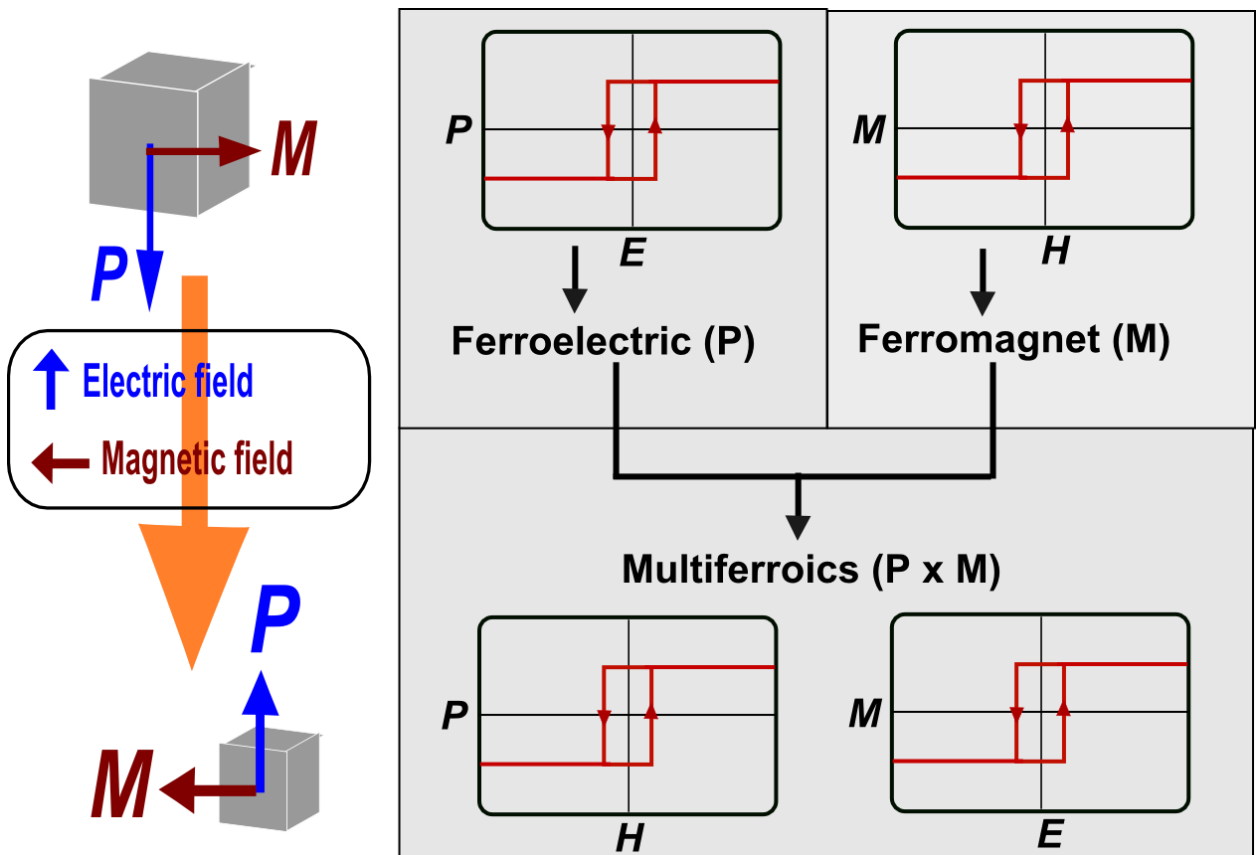 M
P
Electric field
Magnetic field
P
M
P
E
Ferroelectric (P)
M
H
Ferromagnet (M)
Multiferroics (P x M)
P
H
M
E